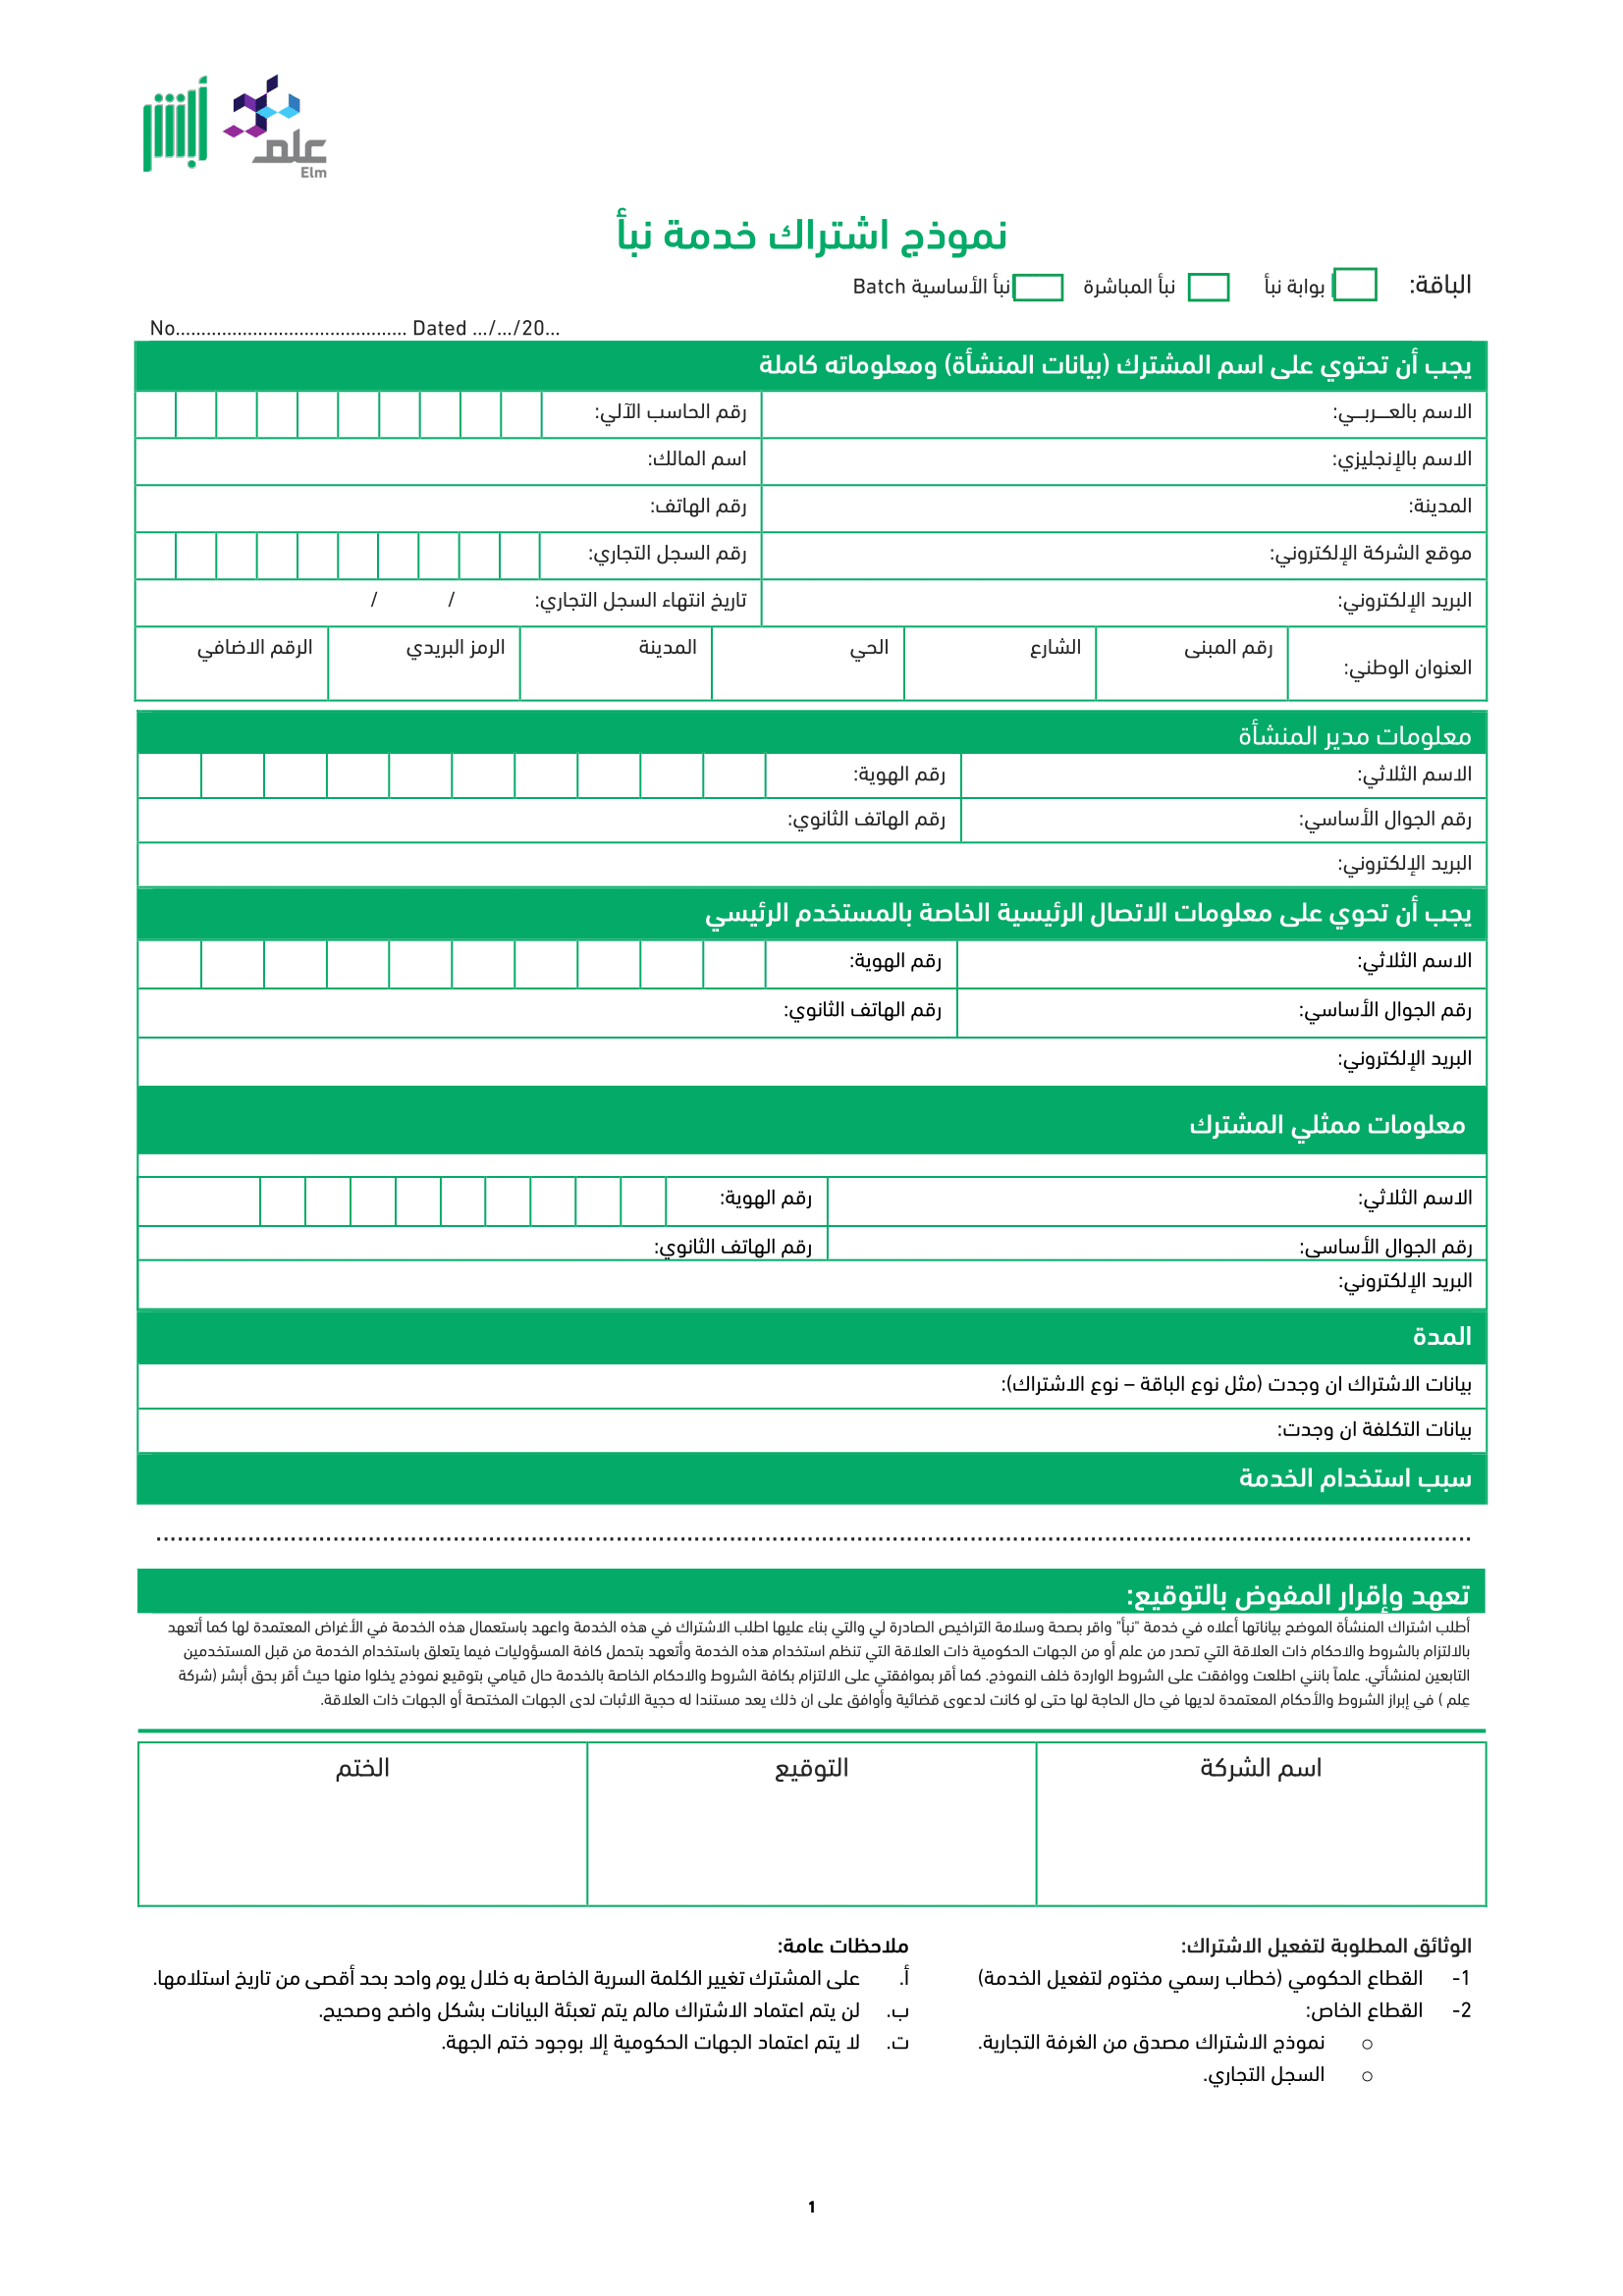 أبشر
علم
Elm
نموذج اشتراك خدمة نبأ
الباقة: بوابة نبأ نبأ المباشرة نبأ الأساسية Batch
No............................................ Dated .../.../20...
يجب أن تحتوي على اسم المشترك (بيانات المنشأة) ومعلوماته كاملة
الاسم بالعـــربـــي: رقم الحاسب الآلي:
الاسم بالإنجليزي: اسم المالك:
المدينة: رقم الهاتف:
موقع الشركة الإلكتروني: رقم السجل التجاري:
البريد الإلكتروني: تاريخ انتهاء السجل التجاري: / /
العنوان الوطني: رقم المبنى الشارع الحي المدينة الرمز البريدي الرقم الاضافي
معلومات مدير المنشأة
الاسم الثلاثي: رقم الهوية:
رقم الجوال الأساسي: رقم الهاتف الثانوي:
البريد الإلكتروني:
يجب أن تحوي على معلومات الاتصال الرئيسية الخاصة بالمستخدم الرئيسي
الاسم الثلاثي: رقم الهوية:
رقم الجوال الأساسي: رقم الهاتف الثانوي:
البريد الإلكتروني:
معلومات ممثلي المشترك
الاسم الثلاثي: رقم الهوية:
رقم الجوال الأساسي: رقم الهاتف الثانوي:
البريد الإلكتروني:
المدة
بيانات الاشتراك ان وجدت (مثل نوع الباقة – نوع الاشتراك):
بيانات التكلفة ان وجدت:
سبب استخدام الخدمة
تعهد وإقرار المفوض بالتوقيع:
أطلب اشتراك المنشأة الموضح بياناتها أعلاه في خدمة "نبأ" واقر بصحة وسلامة التراخيص الصادرة لي والتي بناء عليها اطلب الاشتراك في هذه الخدمة واعهد باستعمال هذه الخدمة في الأغراض المعتمدة لها كما أتعهد
بالالتزام بالشروط والاحكام ذات العلاقة التي تصدر من علم أو من الجهات الحكومية ذات العلاقة التي تنظم استخدام هذه الخدمة وأتعهد بتحمل كافة المسؤوليات فيما يتعلق باستخدام الخدمة من قبل المستخدمين
التابعين لمنشأتي. علماً بانني اطلعت ووافقت على الشروط الواردة خلف النموذج. كما أقر بموافقتي على الالتزام بكافة الشروط والاحكام الخاصة بالخدمة حال قيامي بتوقيع نموذج يخلوا منها حيث أقر بحق أبشر (شركة
عِلم ) في إبراز الشروط والأحكام المعتمدة لديها في حال الحاجة لها حتى لو كانت لدعوى قضائية وأوافق على ان ذلك يعد مستندا له حجية الاثبات لدى الجهات المختصة أو الجهات ذات العلاقة.
اسم الشركة التوقيع الختم
الوثائق المطلوبة لتفعيل الاشتراك:
1- القطاع الحكومي (خطاب رسمي مختوم لتفعيل الخدمة)
2- القطاع الخاص:
o نموذج الاشتراك مصدق من الغرفة التجارية.
o السجل التجاري.
ملاحظات عامة:
أ. على المشترك تغيير الكلمة السرية الخاصة به خلال يوم واحد بحد أقصى من تاريخ استلامها.
ب. لن يتم اعتماد الاشتراك مالم يتم تعبئة البيانات بشكل واضح وصحيح.
ت. لا يتم اعتماد الجهات الحكومية إلا بوجود ختم الجهة.
1